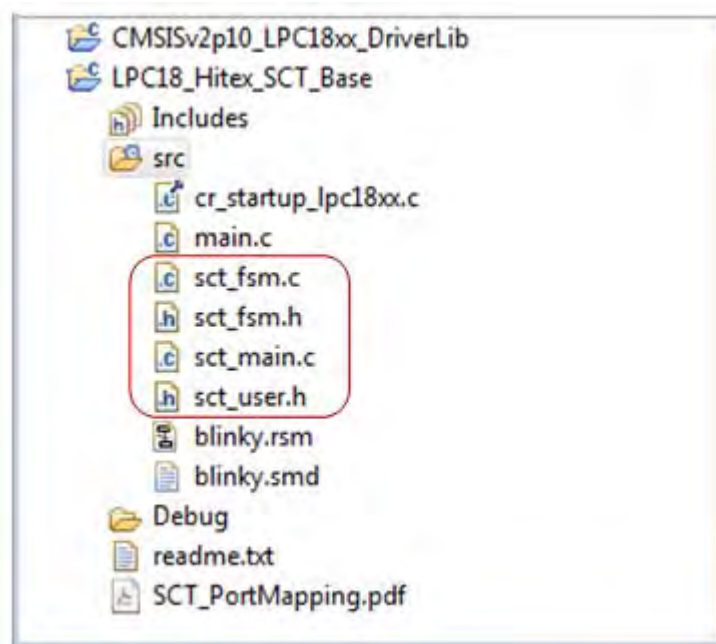 CMSISv2p10_LPC18xx_DriverLib
LPC18_Hitex_SCT_Base
Includes
src
cr_startup_lpc18xx.c
main.c
sct_fsm.c
sct_fsm.h
sct_main.c
sct_user.h
blinky.rsm
blinky.smd
Debug
readme.txt
SCT_PortMapping.pdf